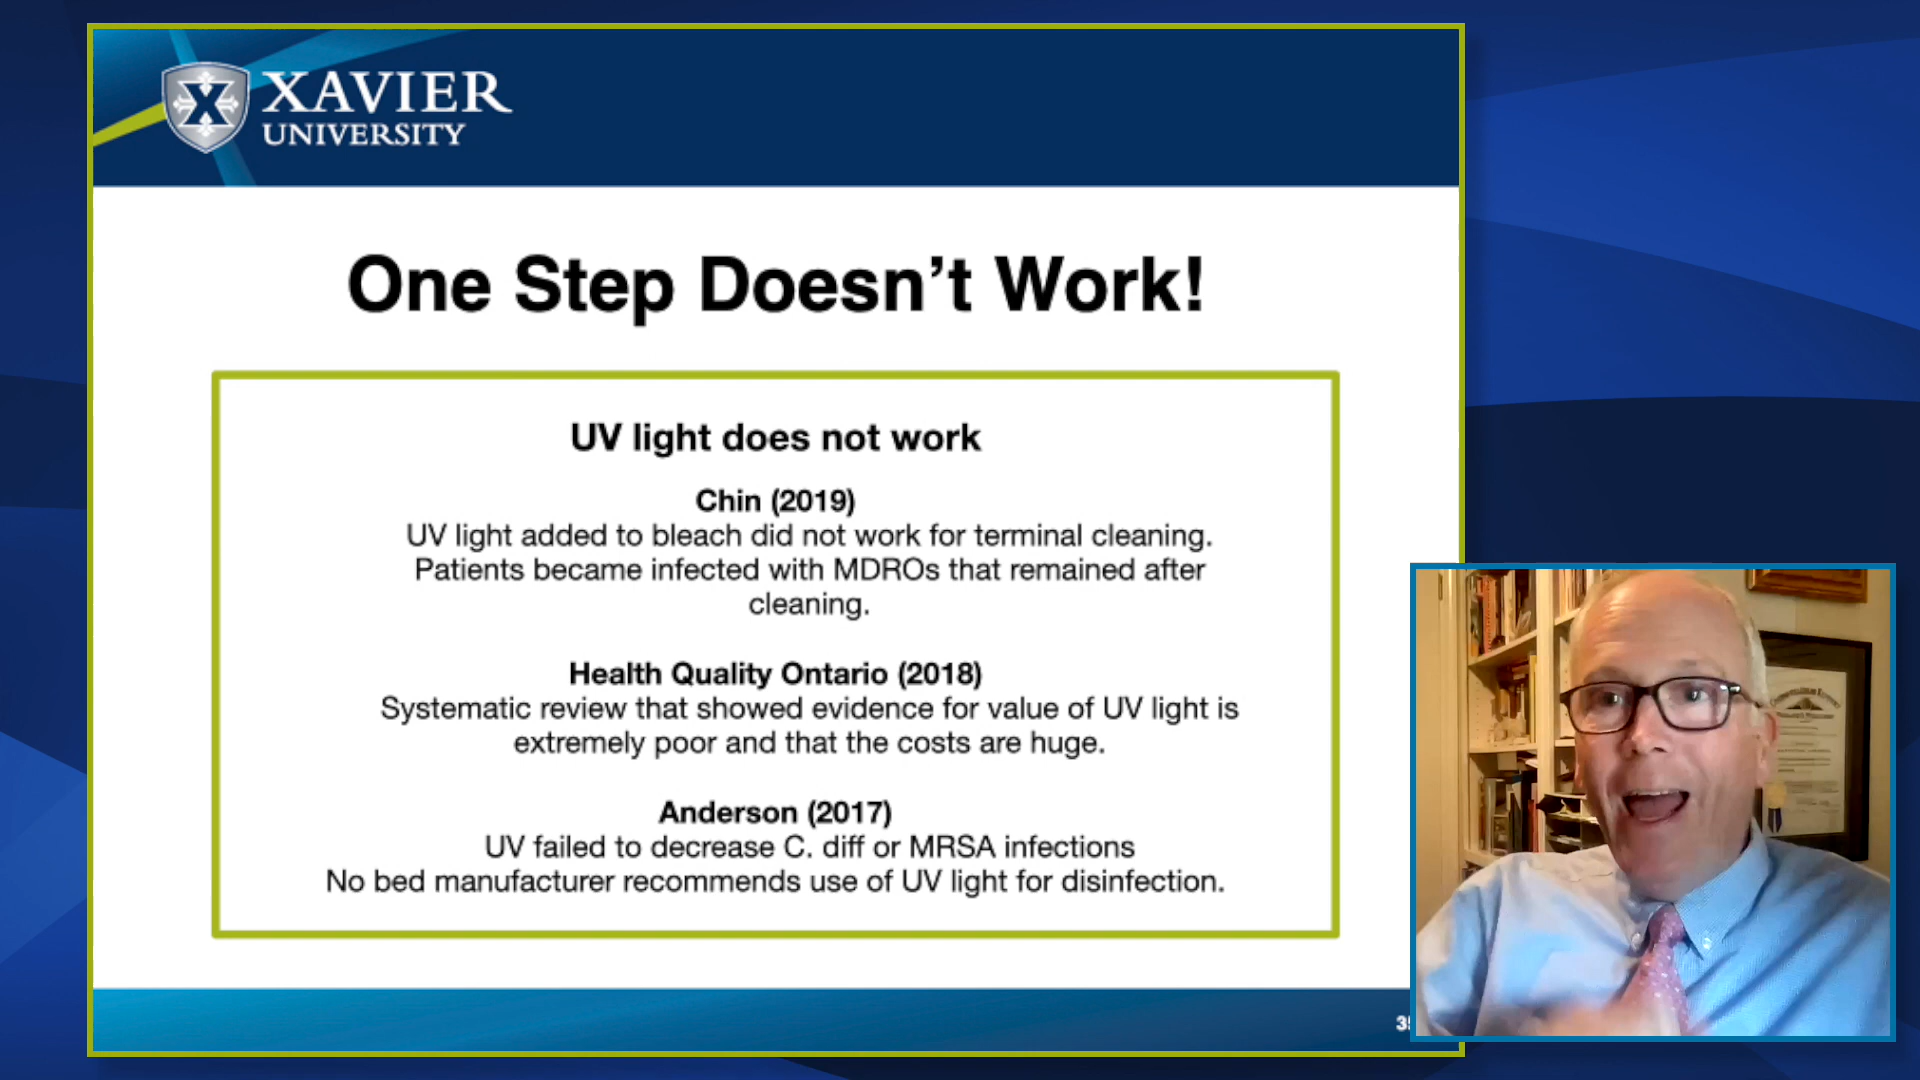 XAVIER
UNIVERSITY
One Step Doesn't Work!
UV light does not work
Chin (2019)
UV light added to bleach did not work for terminal cleaning.
Patients became infected with MDROs that remained after
cleaning.
Health Quality Ontario (2018)
Systematic review that showed evidence for value of UV light is
extremely poor and that the costs are huge.
Anderson (2017)
UV failed to decrease C. diff or MRSA infections
No bed manufacturer recommends use of UV light for disinfection.